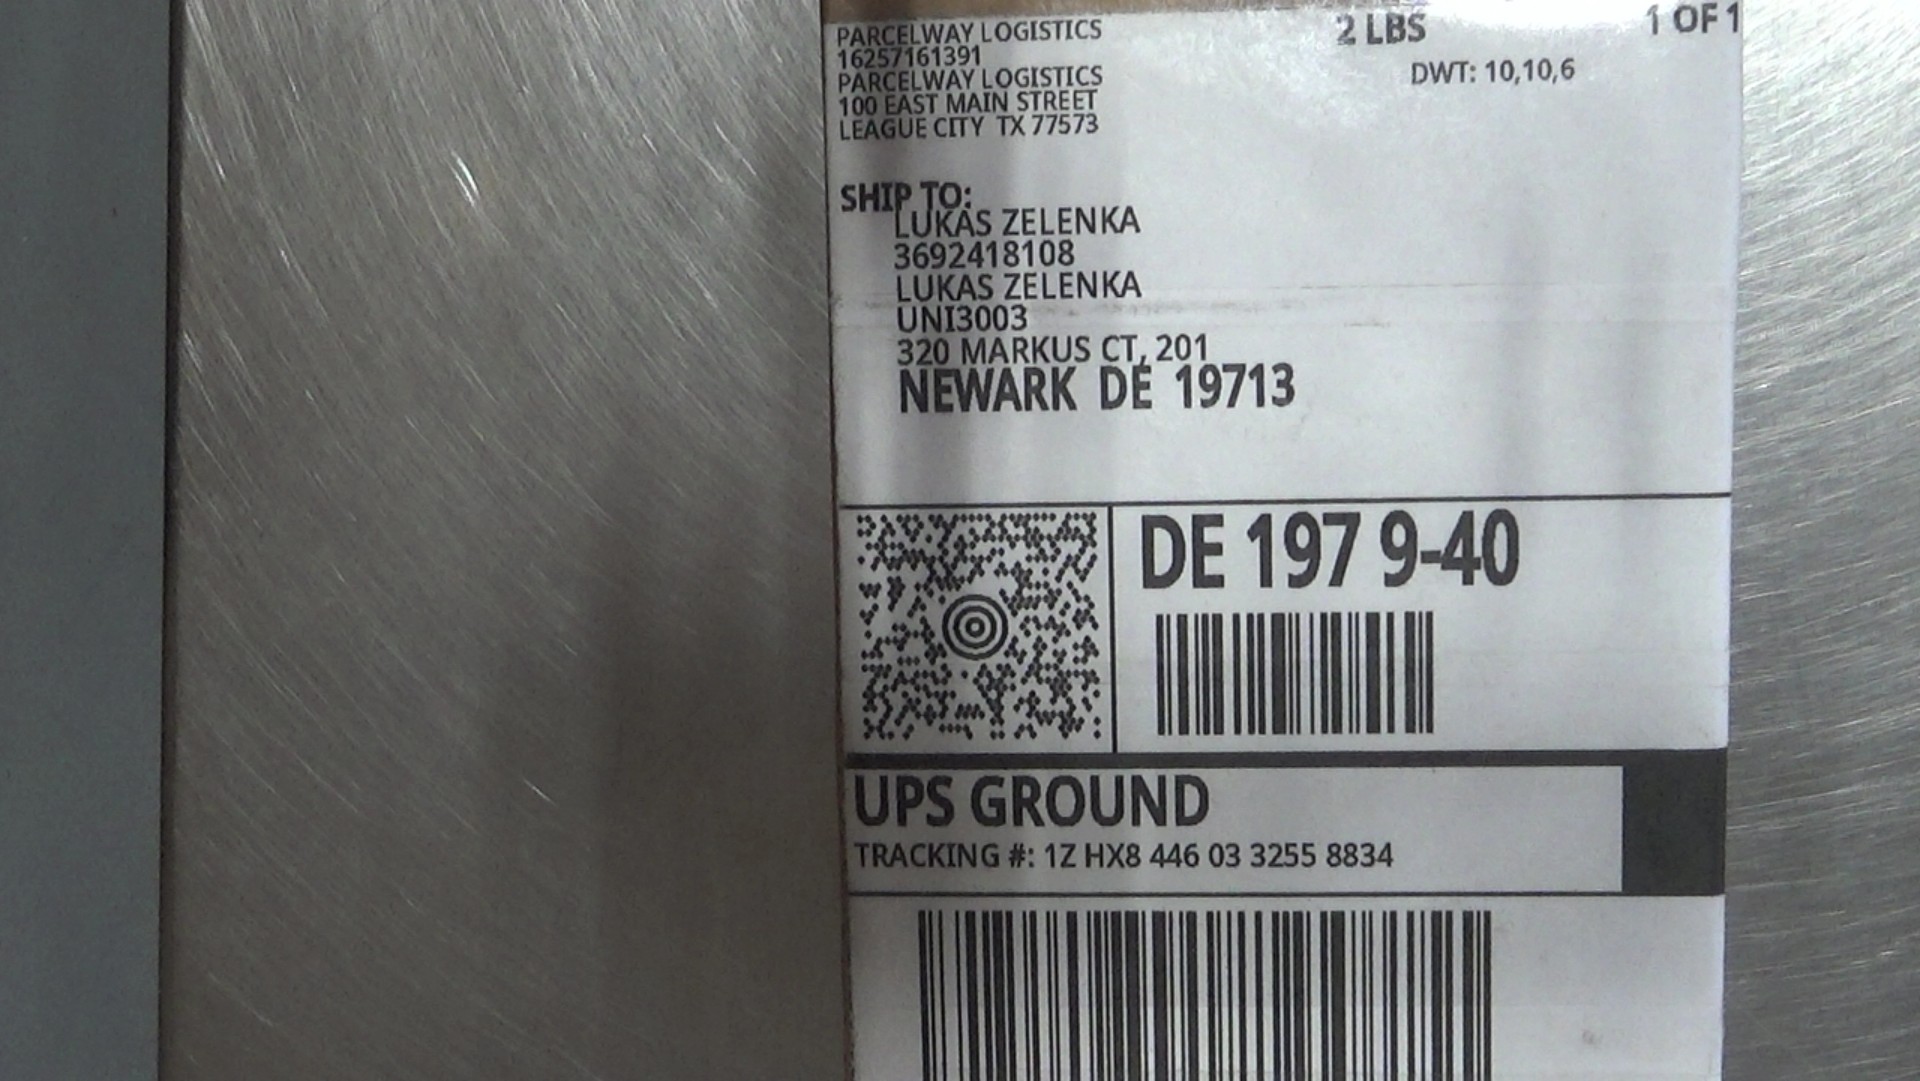 PARCELWAY LOGISTICS
16257161391
PARCELWAY LOGISTICS
100 EAST MAIN STREET
LEAGUE CITY TX 77573
2 LBS
1 OF 1
DWT: 10,10,6
SHIP TO:
LUKAS ZELENKA
3692418108
LUKAS ZELENKA
UNI3003
320 MARKUS CT, 201
NEWARK DE 19713
DE 197 9-40
UPS GROUND
TRACKING #: 1Z HX8 446 03 3255 8834